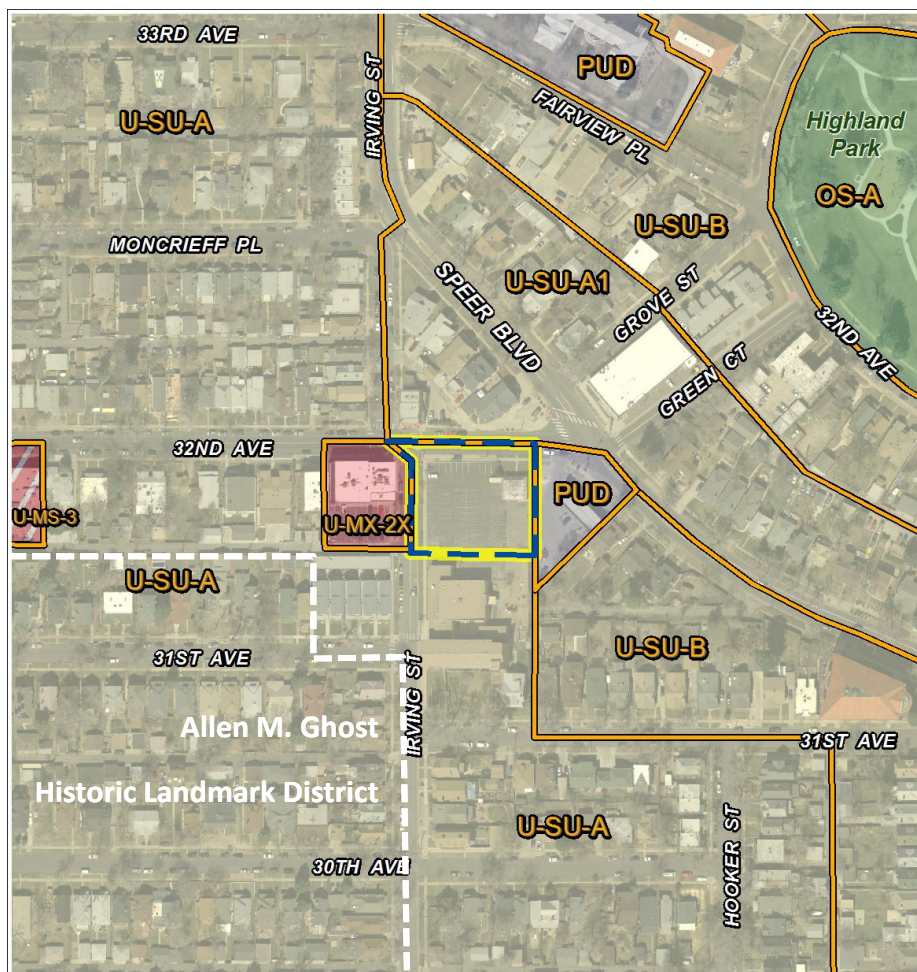 33RD AVE
PUD
IRVING ST
FAIRVIEW PL
U-SU-A
Highland
Park
OS-A
U-SU-B
MONCRIEFF PL
SPEER BLVD
U-SU-A1
GROVE ST
32ND AVE
GREEN CT
32ND AVE
PUD
U-MS-3
U-MX-2X
U-SU-A
31ST AVE
U-SU-B
IRVING ST
Allen M. Ghost
Historic Landmark District
31ST AVE
U-SU-A
HOOKER ST
30TH AVE